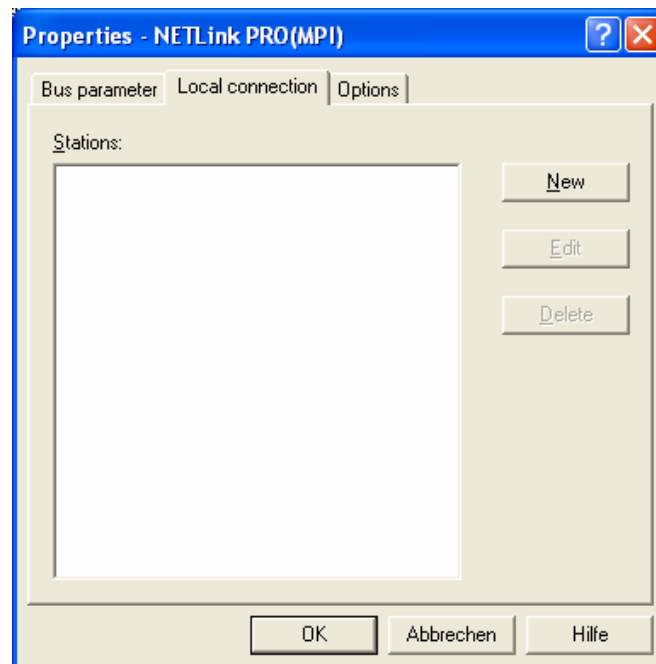 Properties - NETLink PRO(MPI)
Bus parameter Local connection Options
Stations:
New
Edit
Delete
OK Abbrechen Hilfe